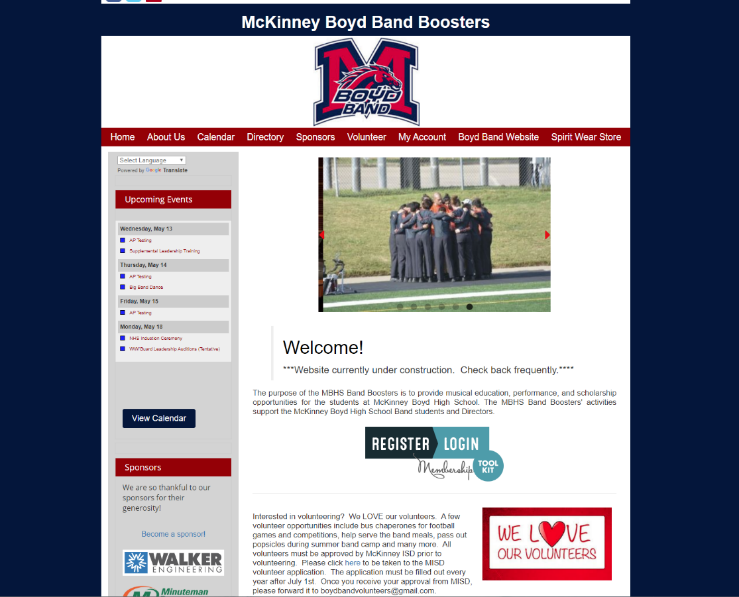 McKinney Boyd Band Boosters
BOYD
BAND
Home About Us Calendar Directory Sponsors Volunteer My Account Boyd Band Website Spirit Wear Store
Select Language
Powered by Google Translate
Upcoming Events
Wednesday, May 13
AP Testing
Supplemental Leadership Training
Thursday, May 14
AP Testing
Big Band Dance
Friday, May 15
AP Testing
Monday, May 18
NHS Induction Ceremony
WW/Guard Leadership Auditions (Tentative)
View Calendar
Sponsors
We are so thankful to our
sponsors for their
generosity!
Become a sponsor!
WALKER
ENGINEERING
Minuteman
Welcome!
***Website currently under construction. Check back frequently.****
The purpose of the MBHS Band Boosters is to provide musical education, performance, and scholarship
opportunities for the students at McKinney Boyd High School. The MBHS Band Boosters' activities
support the McKinney Boyd High School Band students and Directors.
REGISTER LOGIN
Membership TOOL
KIT
Interested in volunteering? We LOVE our volunteers. A few
volunteer opportunities include bus chaperones for football
games and competitions, help serve the band meals, pass out
popsicles during summer band camp and many more. All
volunteers must be approved by McKinney ISD prior to
volunteering. Please click here to be taken to the MISD
volunteer application. The application must be filled out every
year after July 1st. Once you receive your approval from MISD,
please forward it to boydbandvolunteers@gmail.com.
WE LOVE
OUR VOLUNTEERS